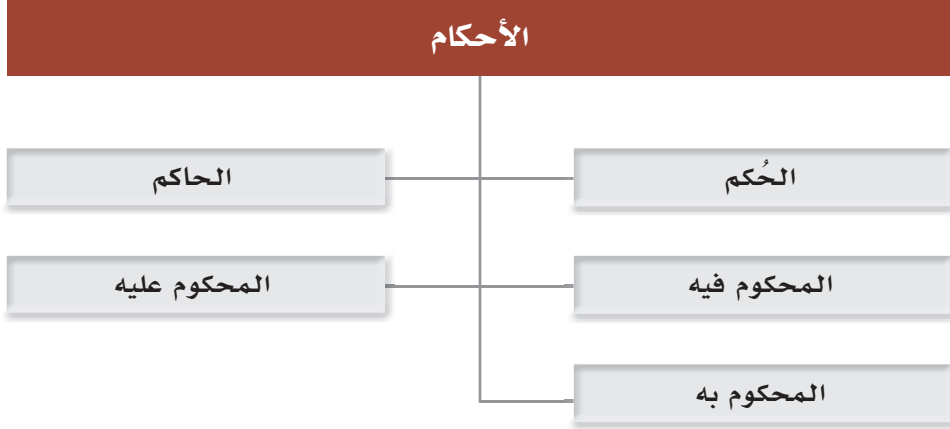 الأحكام
الحُكم
الحاكم
المحكوم فيه
المحكوم عليه
المحكوم به